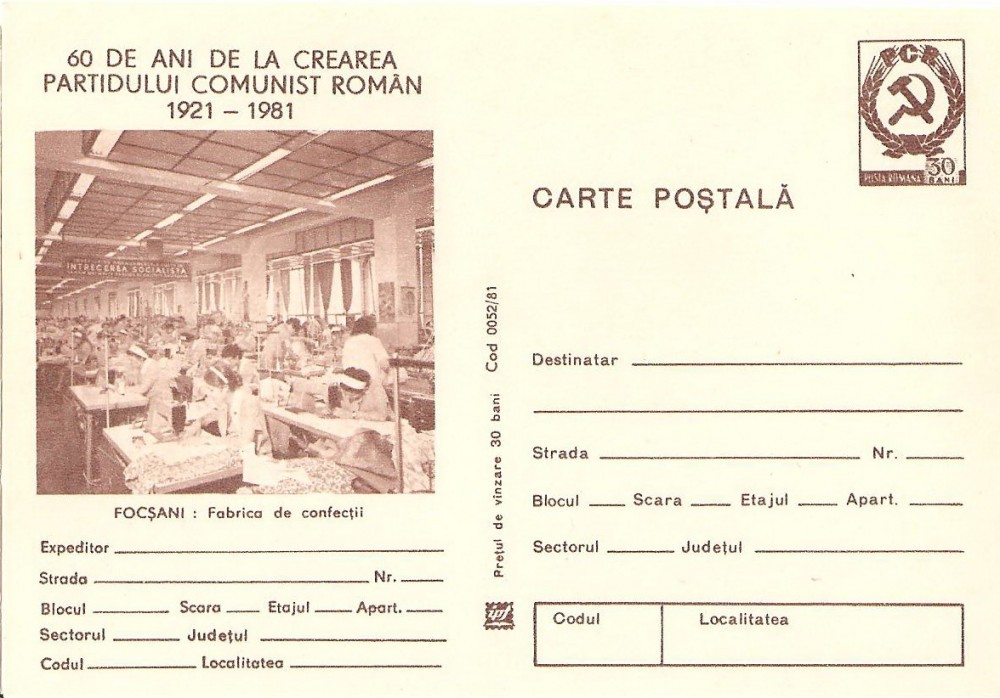 60 DE ANI DE LA CREAREA
PARTIDULUI COMUNIST ROMÂN
1921 – 1981
INTRECEREA SOCIALISTA
FOCȘANI : Fabrica de confecții
Expeditor
Strada Nr.
Blocul Scara Etajul Apart.
Sectorul Județul
Codul Localitatea
Prețul de vînzare 30 bani Cod 0052/81
PCR
30
POSTA ROMANA BANI
CARTE POȘTALĂ
Destinatar
Strada Nr.
Blocul Scara Etajul Apart.
Sectorul Județul
Codul Localitatea